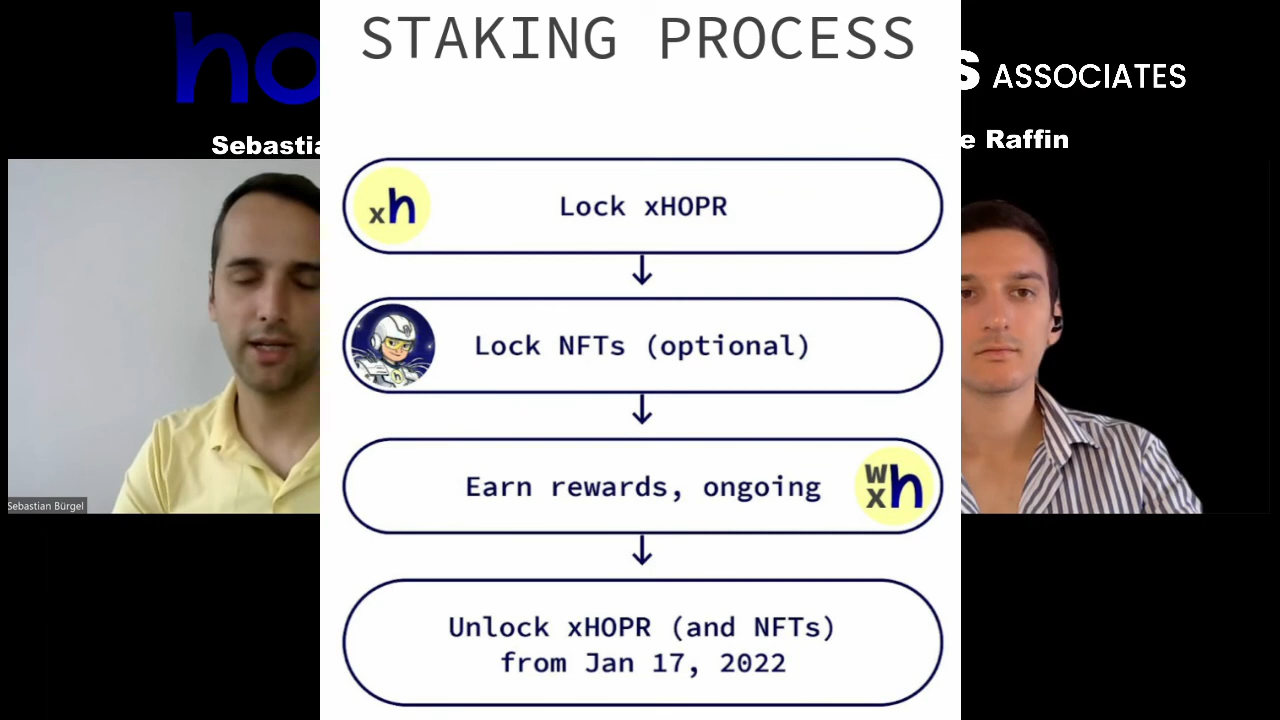 STAKING PROCESS
ho
ASSOCIATES
Sebastia
e Raffin
xh
Lock xHOPR
Lock NFTs (optional)
Earn rewards, ongoing
wxh
Unlock xHOPR (and NFTs)
from Jan 17, 2022
Sebastian Bürgel